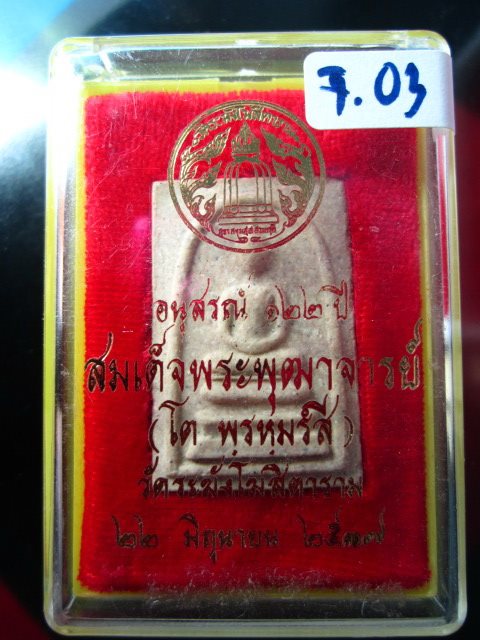 ร.03
อนุสรณ์ ๑๒๒ ปี
สมเด็จพระพุฒาจารย์
(โต พฺรหฺมรํสี)
วัดระฆังโฆสิตาราม
๒๒ มิถุนายน ๒๕๓๗